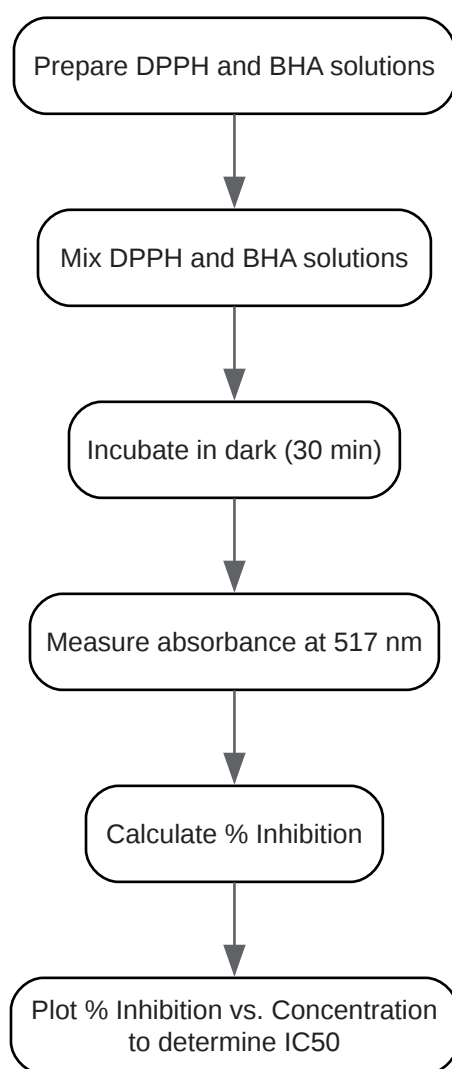 Prepare DPPH and BHA solutions
Mix DPPH and BHA solutions
Incubate in dark (30 min)
Measure absorbance at 517 nm
Calculate % Inhibition
Plot % Inhibition vs. Concentration
to determine IC50